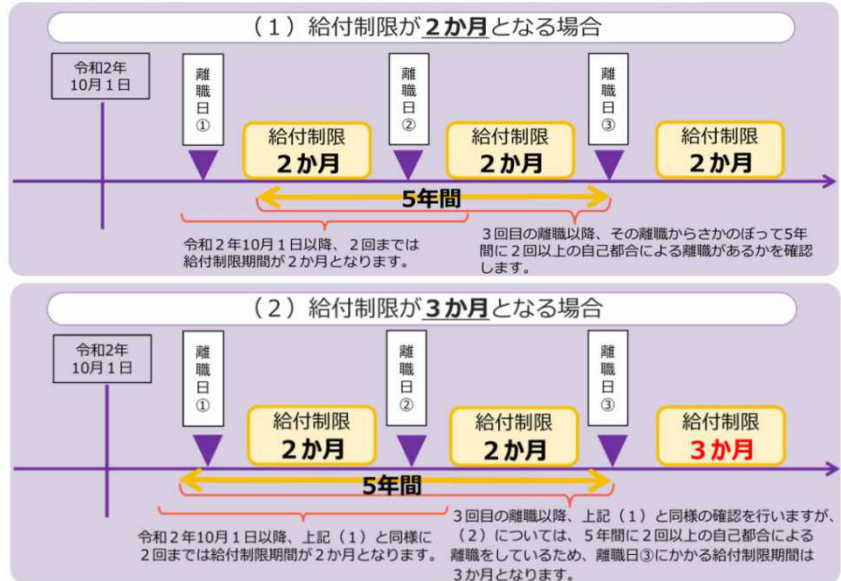 （１）給付制限が２か月となる場合
令和2年
10月１日
離職日①
離職日②
離職日③
給付制限
２か月
給付制限
２か月
給付制限
２か月
5年間
令和２年10月１日以降、２回までは
給付制限期間が２か月となります。
３回目の離職以降、その離職からさかのぼって5年
間に２回以上の自己都合による離職があるかを確認
します。
（２）給付制限が３か月となる場合
令和2年
10月１日
離職日①
離職日②
離職日③
給付制限
２か月
給付制限
２か月
給付制限
３か月
5年間
令和２年10月１日以降、上記（１）と同様に
２回までは給付制限期間が２か月となります。
３回目の離職以降、上記（１）と同様の確認を行いますが、
（２）については、５年間に２回以上の自己都合による
離職をしているため、離職日③にかかる給付制限期間は
３か月となります。